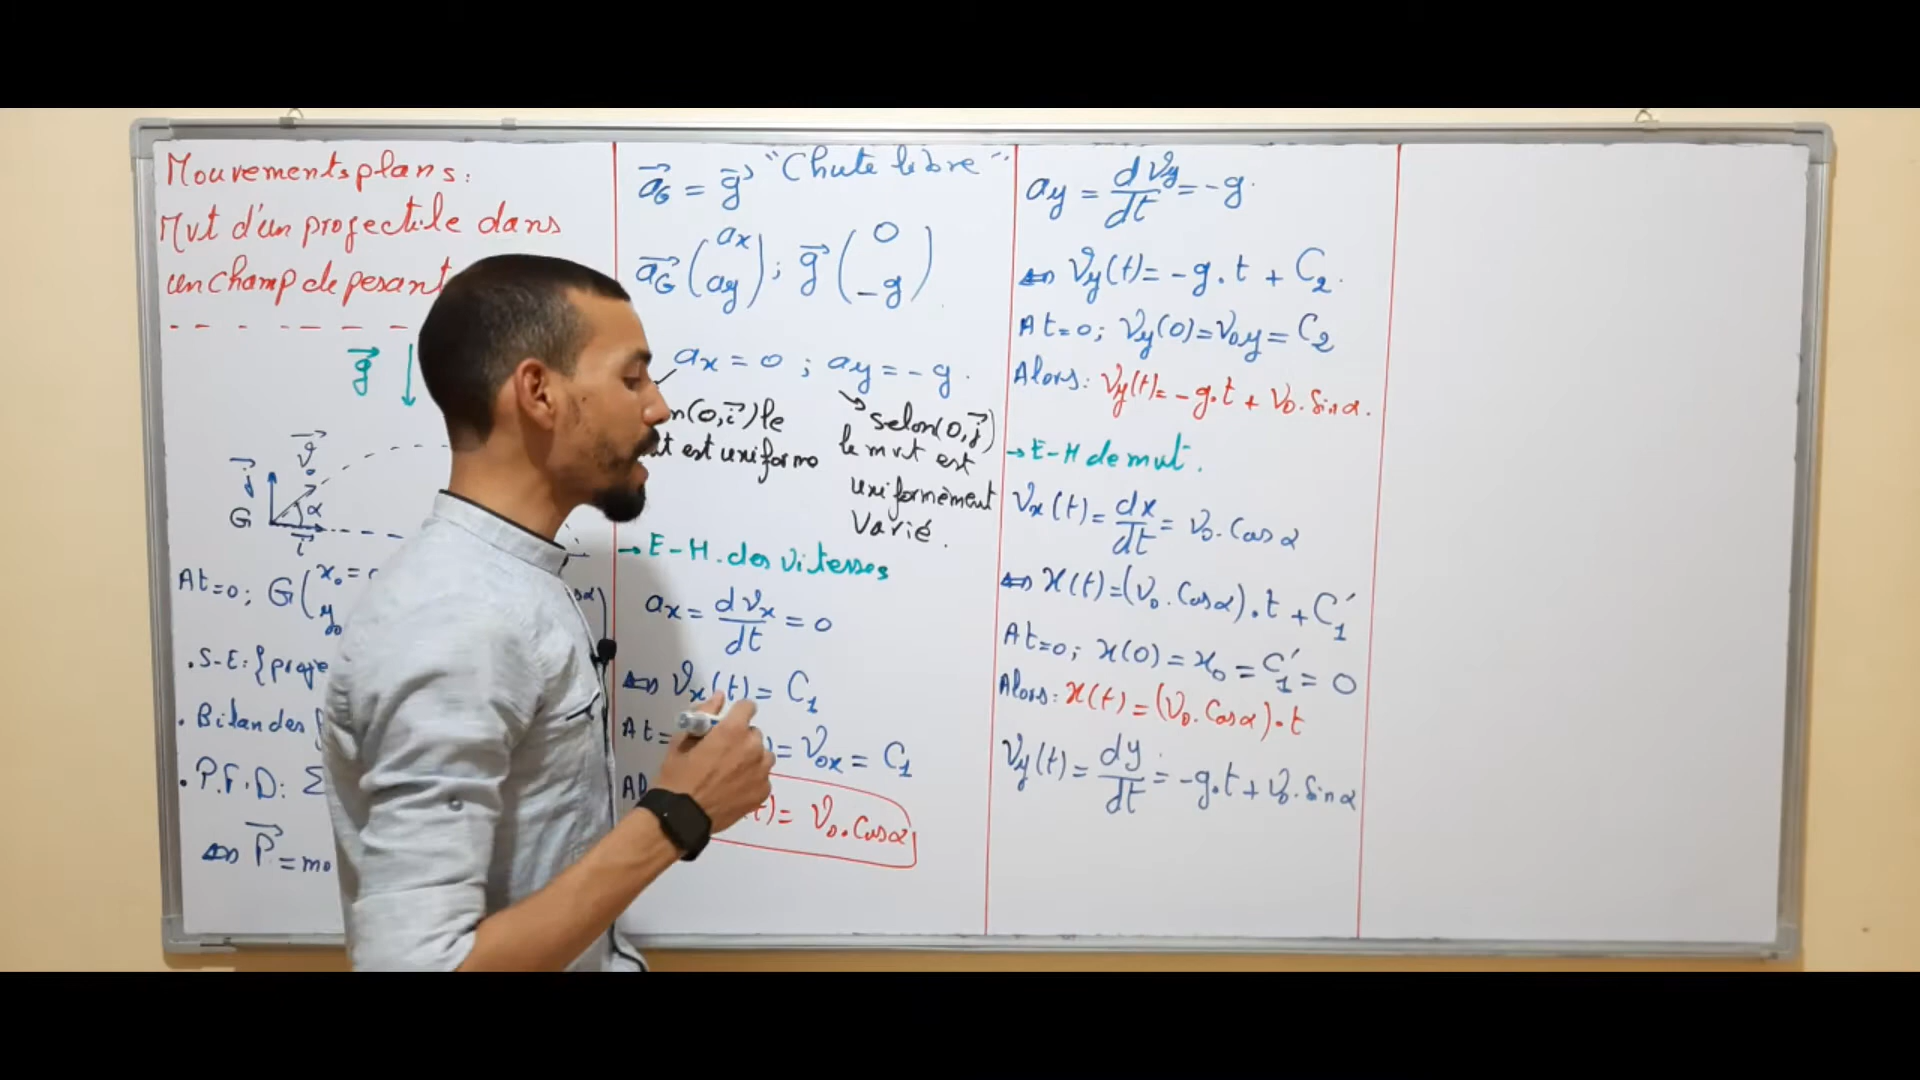 Mouvements plans:
Mvt d'un projectile dans
un champ de pesant
g
v₀
j
G
α
i
At=0; G(x₀=
y₀
.S-E:{proje
. Bilan des
. P.F.D: Σ
⇔ P = m
a_G = g "Chute libre"
a_G (ax ay); g (0 -g)
ax = 0 ; ay = -g.
(0,i) le
est uniforme
selon (0,j)
le mvt est
uniformèment
Varié.
→ E-H. des vitesses
ax = dVx/dt = 0
⇔ Vx(t) = C₁
At= ) = V₀x = C₁
t) = V₀. Cosα
ay = dVy/dt = -g.
⇔ Vy(t) = -g.t + C₂.
At=0; Vy(0)=V₀y = C₂
Alors: Vy(t)= -g.t + V₀. Sinα.
→ E-H de mvt.
Vx(t) = dx/dt = V₀. Cosα
⇔ x(t)=(V₀. Cosα).t + C₁'
At=0; x(0) = x₀ = C₁' = 0
Alors: x(t) = (V₀. Cosα).t
Vy(t) = dy/dt = -g.t + V₀. Sinα